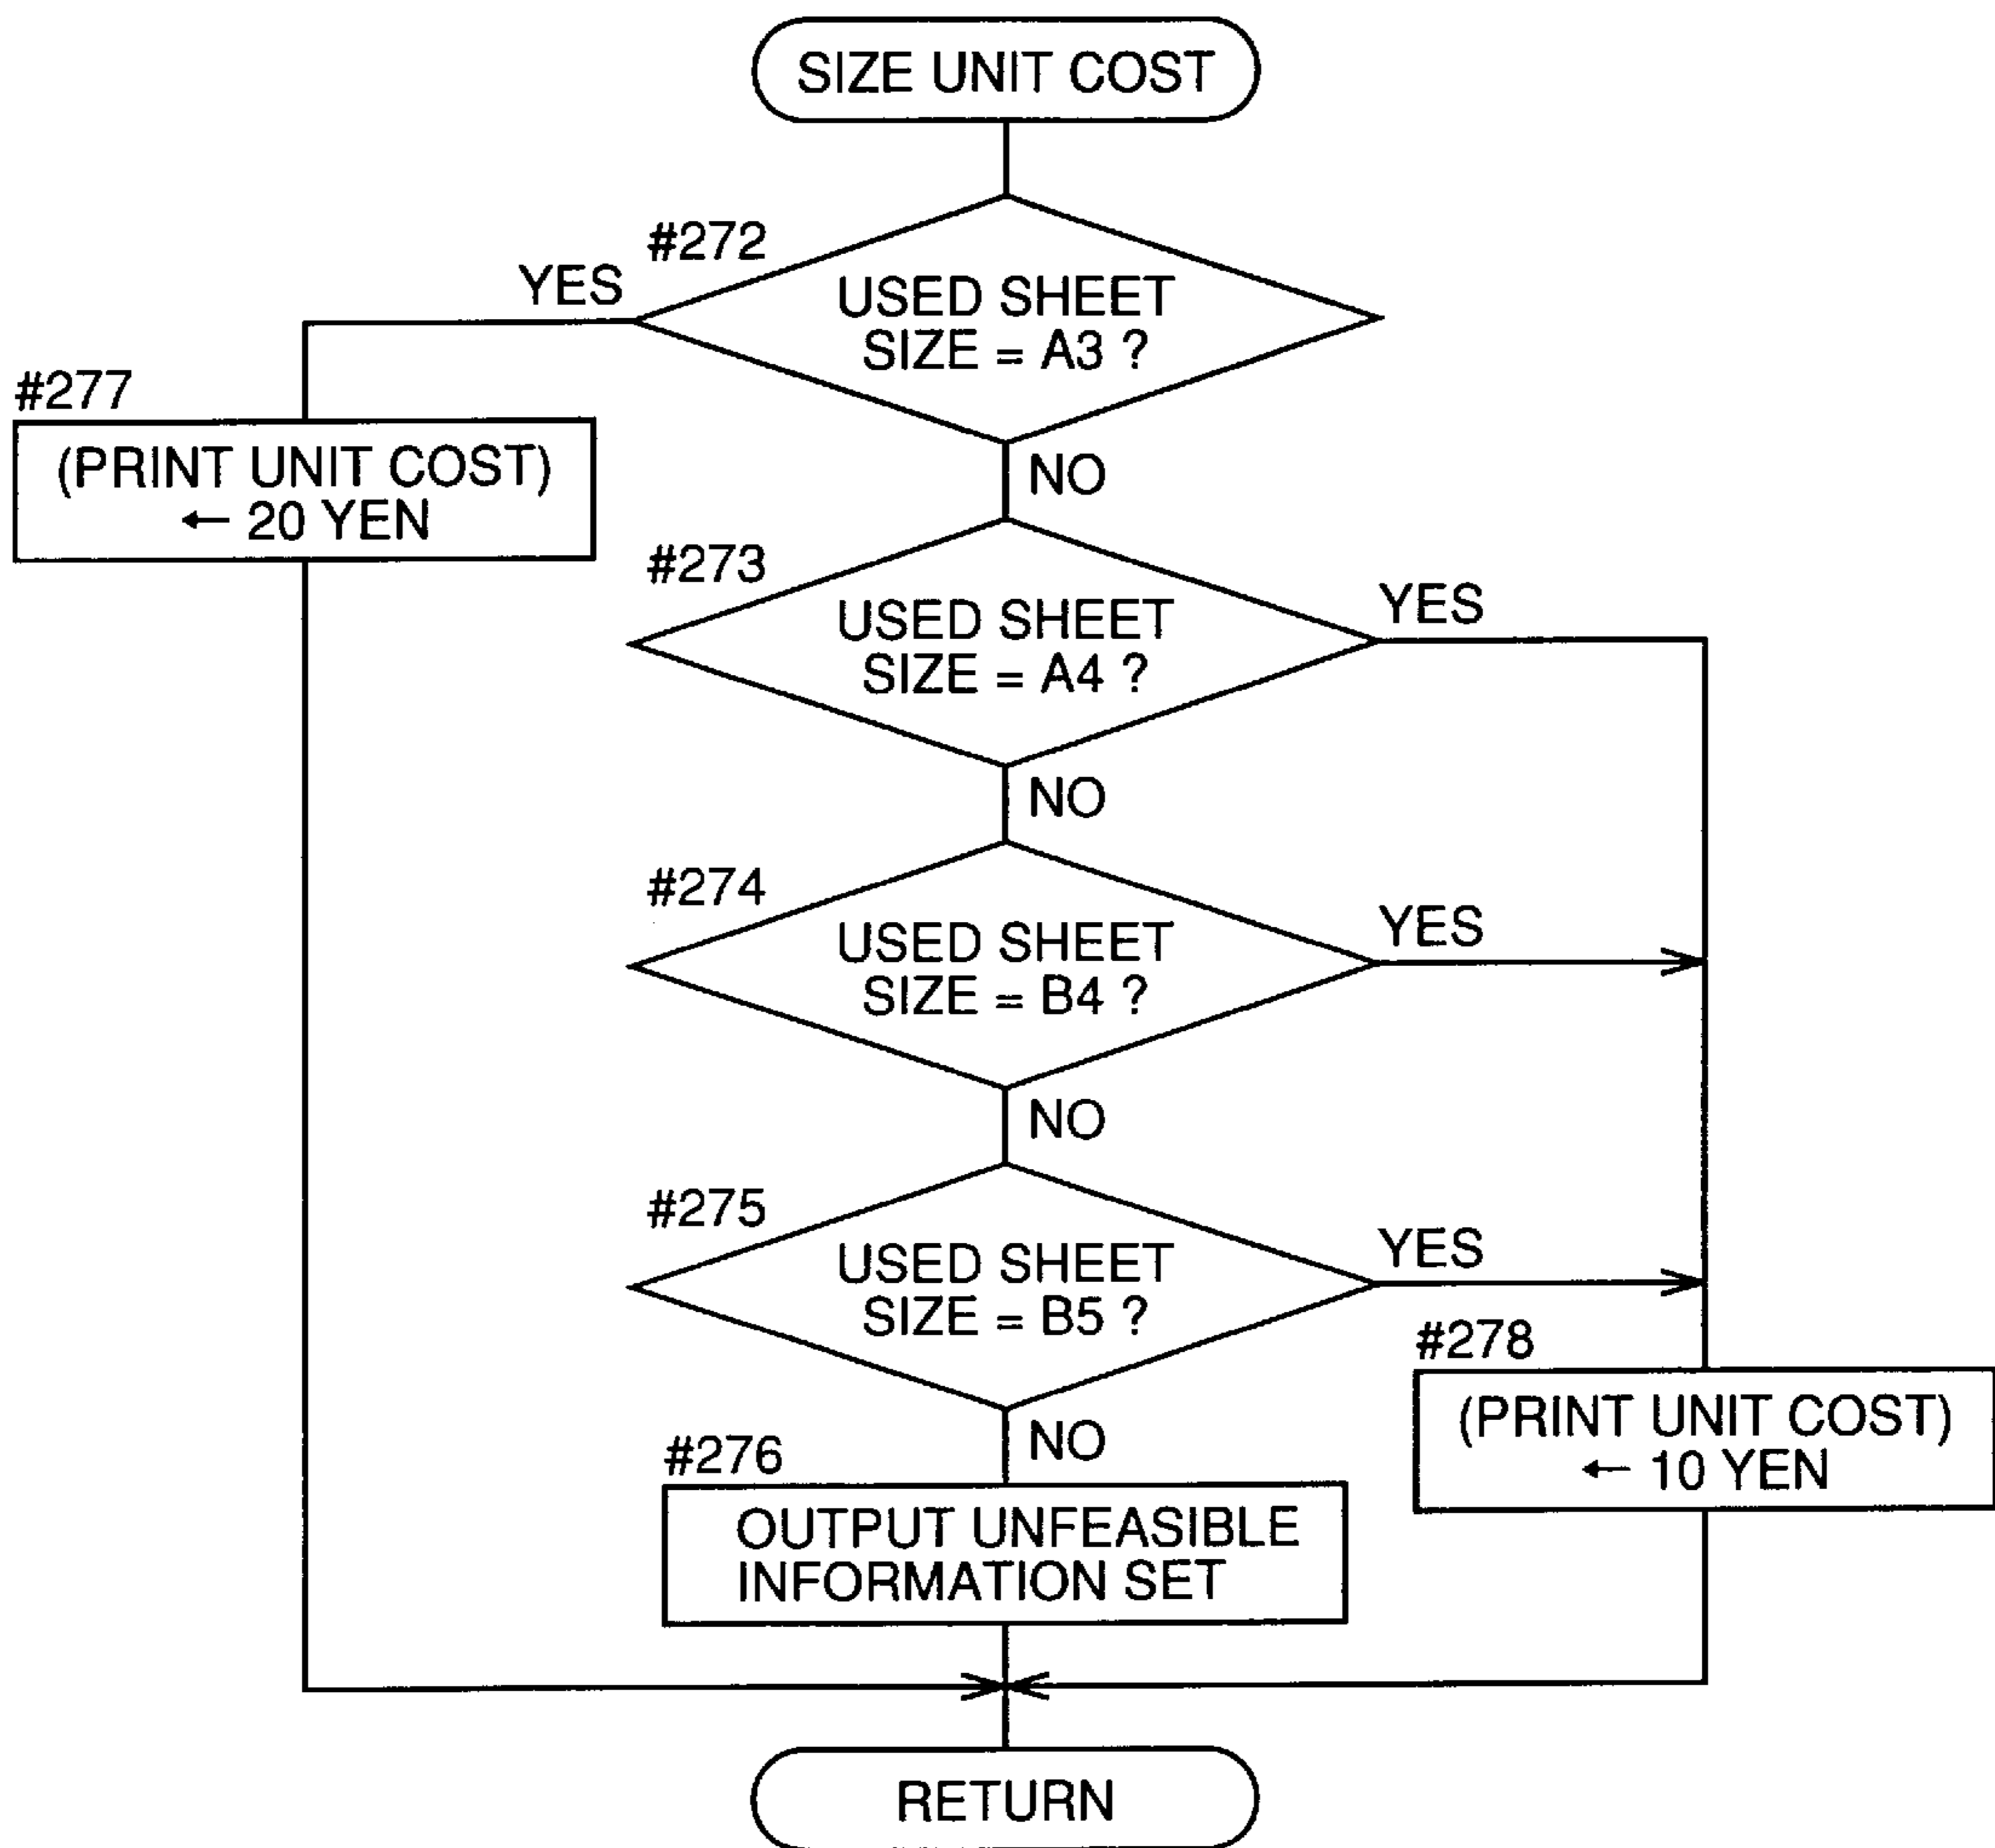 SIZE UNIT COST
#272
YES
USED SHEET
SIZE = A3 ?
#277
(PRINT UNIT COST)
← 20 YEN
NO
#273
YES
USED SHEET
SIZE = A4 ?
NO
#274
YES
USED SHEET
SIZE = B4 ?
NO
#275
YES
USED SHEET
SIZE = B5 ?
#278
(PRINT UNIT COST)
← 10 YEN
NO
#276
OUTPUT UNFEASIBLE
INFORMATION SET
RETURN